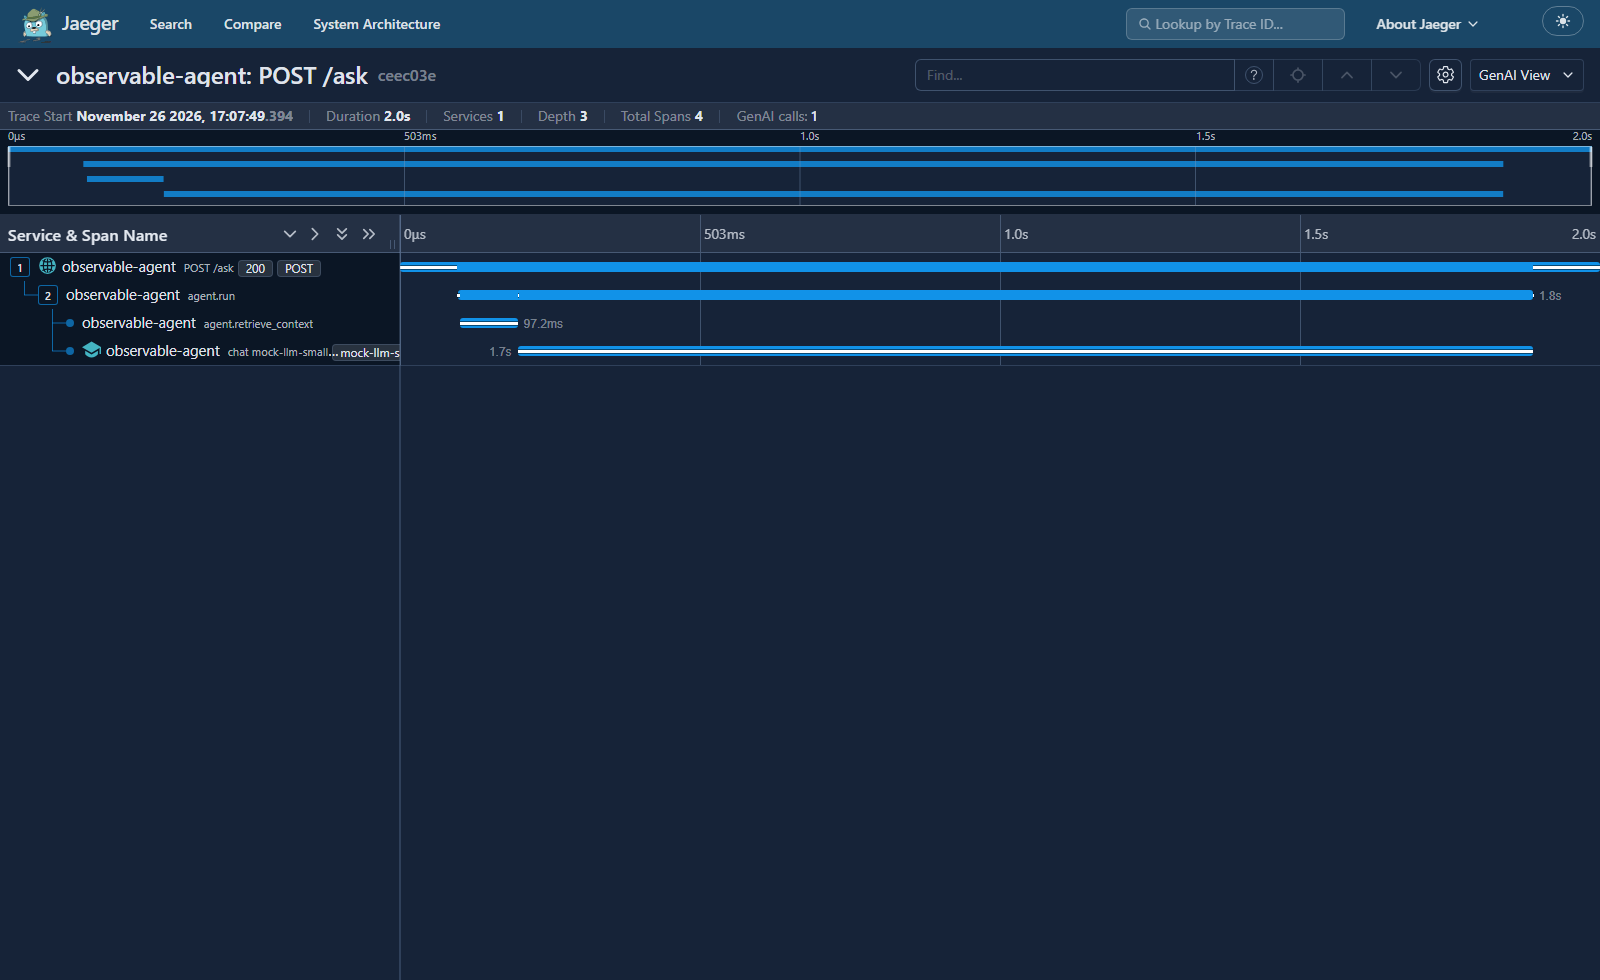 Jaeger Search Compare System Architecture Lookup by Trace ID... About Jaeger
observable-agent: POST /ask ceec03e Find... ? GenAI View
Trace Start November 26 2026, 17:07:49.394 Duration 2.0s Services 1 Depth 3 Total Spans 4 GenAI calls: 1
0μs 503ms 1.0s 1.5s 2.0s
Service & Span Name 0μs 503ms 1.0s 1.5s 2.0s
1 observable-agent POST /ask 200 POST
2 observable-agent agent.run 1.8s
observable-agent agent.retrieve_context 97.2ms
observable-agent chat mock-llm-small... mock-llm-s 1.7s